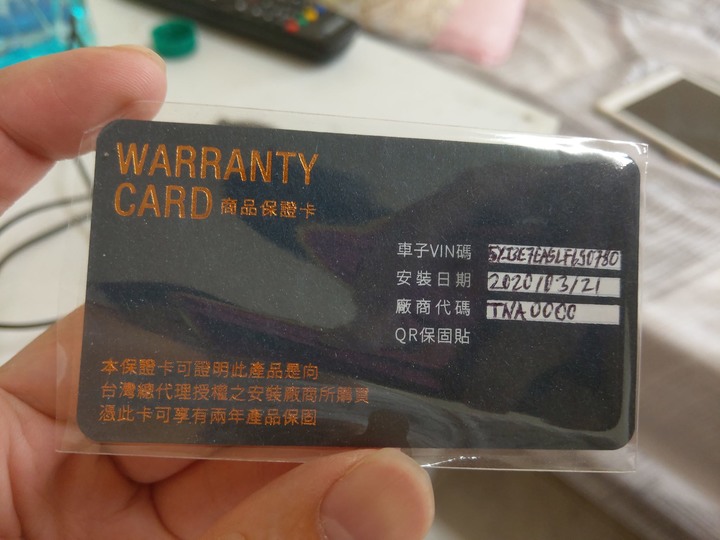 WARRANTY
CARD 商品保證卡
車子VIN碼
安裝日期 2020/03/21
廠商代碼 TNA0000
QR保固貼
本保證卡可證明此產品是向
台灣總代理授權之安裝廠商所購買
憑此卡可享有兩年產品保固